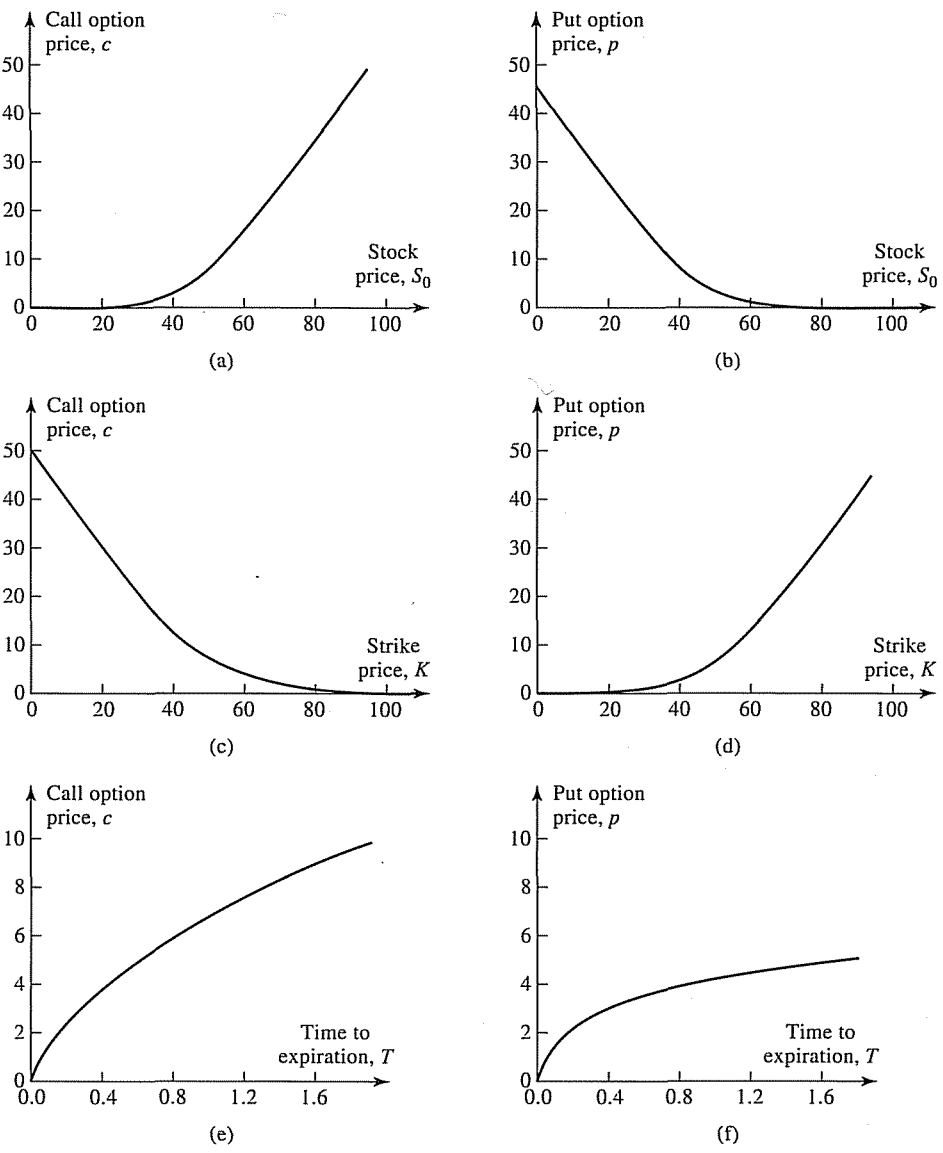 Call option
price, c
50
40
30
20
10
0
Stock
price, S0
0 20 40 60 80 100
(a)
Put option
price, p
50
40
30
20
10
0
Stock
price, S0
0 20 40 60 80 100
(b)
Call option
price, c
50
40
30
20
10
0
Strike
price, K
0 20 40 60 80 100
(c)
Put option
price, p
50
40
30
20
10
0
Strike
price, K
0 20 40 60 80 100
(d)
Call option
price, c
10
8
6
4
2
0
Time to
expiration, T
0.0 0.4 0.8 1.2 1.6
(e)
Put option
price, p
10
8
6
4
2
0
Time to
expiration, T
0.0 0.4 0.8 1.2 1.6
(f)